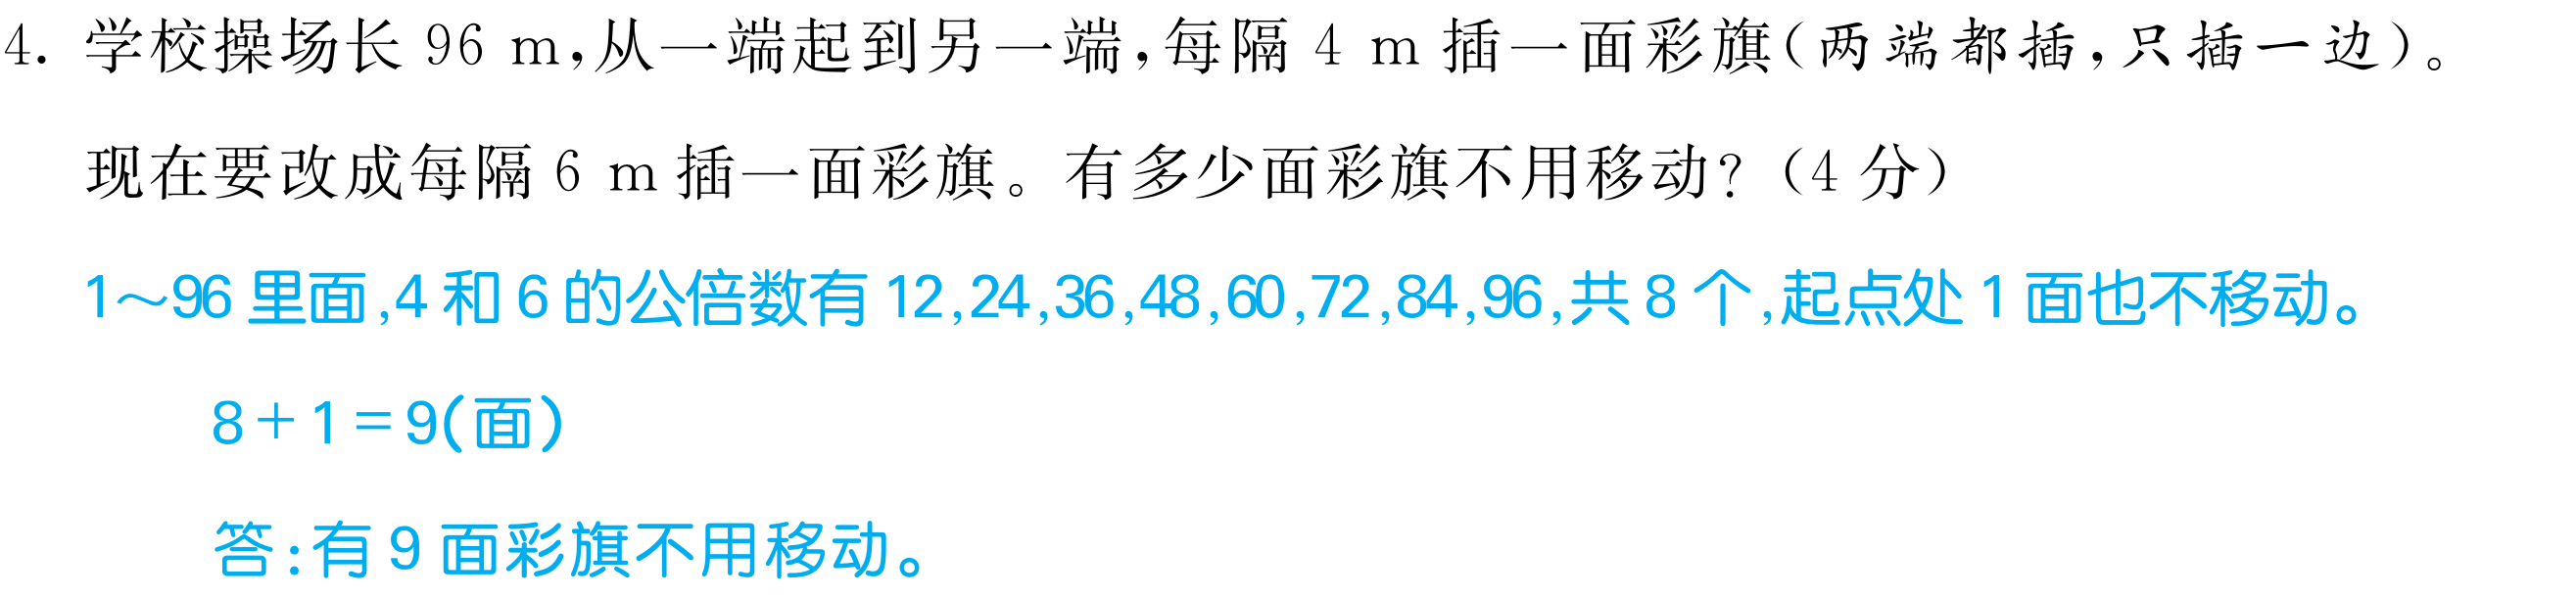 4. 学校操场长 96 m,从一端起到另一端,每隔 4 m 插一面彩旗(两端都插,只插一边)。
现在要改成每隔 6 m 插一面彩旗。有多少面彩旗不用移动?(4 分)
1～96 里面,4 和 6 的公倍数有 12,24,36,48,60,72,84,96,共 8 个,起点处 1 面也不移动。
8+1=9(面)
答:有 9 面彩旗不用移动。